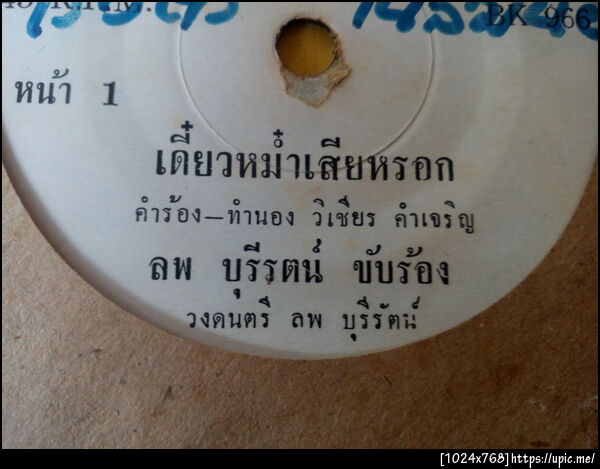 45 R.P.M.
BK 966
หน้า 1
เดี๋ยวหม่ำเสียหรอก
คำร้อง—ทำนอง วิเชียร คำเจริญ
ลพ บุรีรตน์ ขับร้อง
วงดนตรี ลพ บุรีรัตน์
[1024x768]https://upic.me/